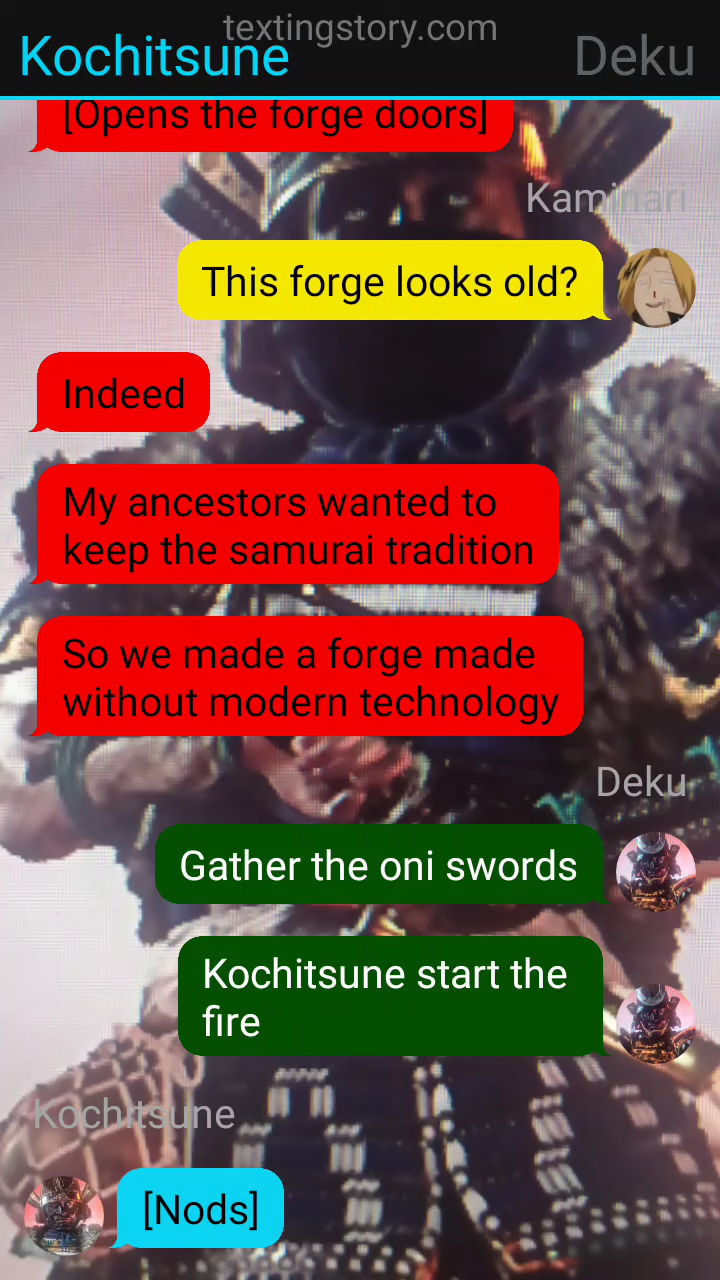 textingstory.com
Kochitsune
Deku
[Opens the forge doors]
Kaminari
This forge looks old?
Indeed
My ancestors wanted to
keep the samurai tradition
So we made a forge made
without modern technology
Deku
Gather the oni swords
Kochitsune start the
fire
Kochitsune
[Nods]